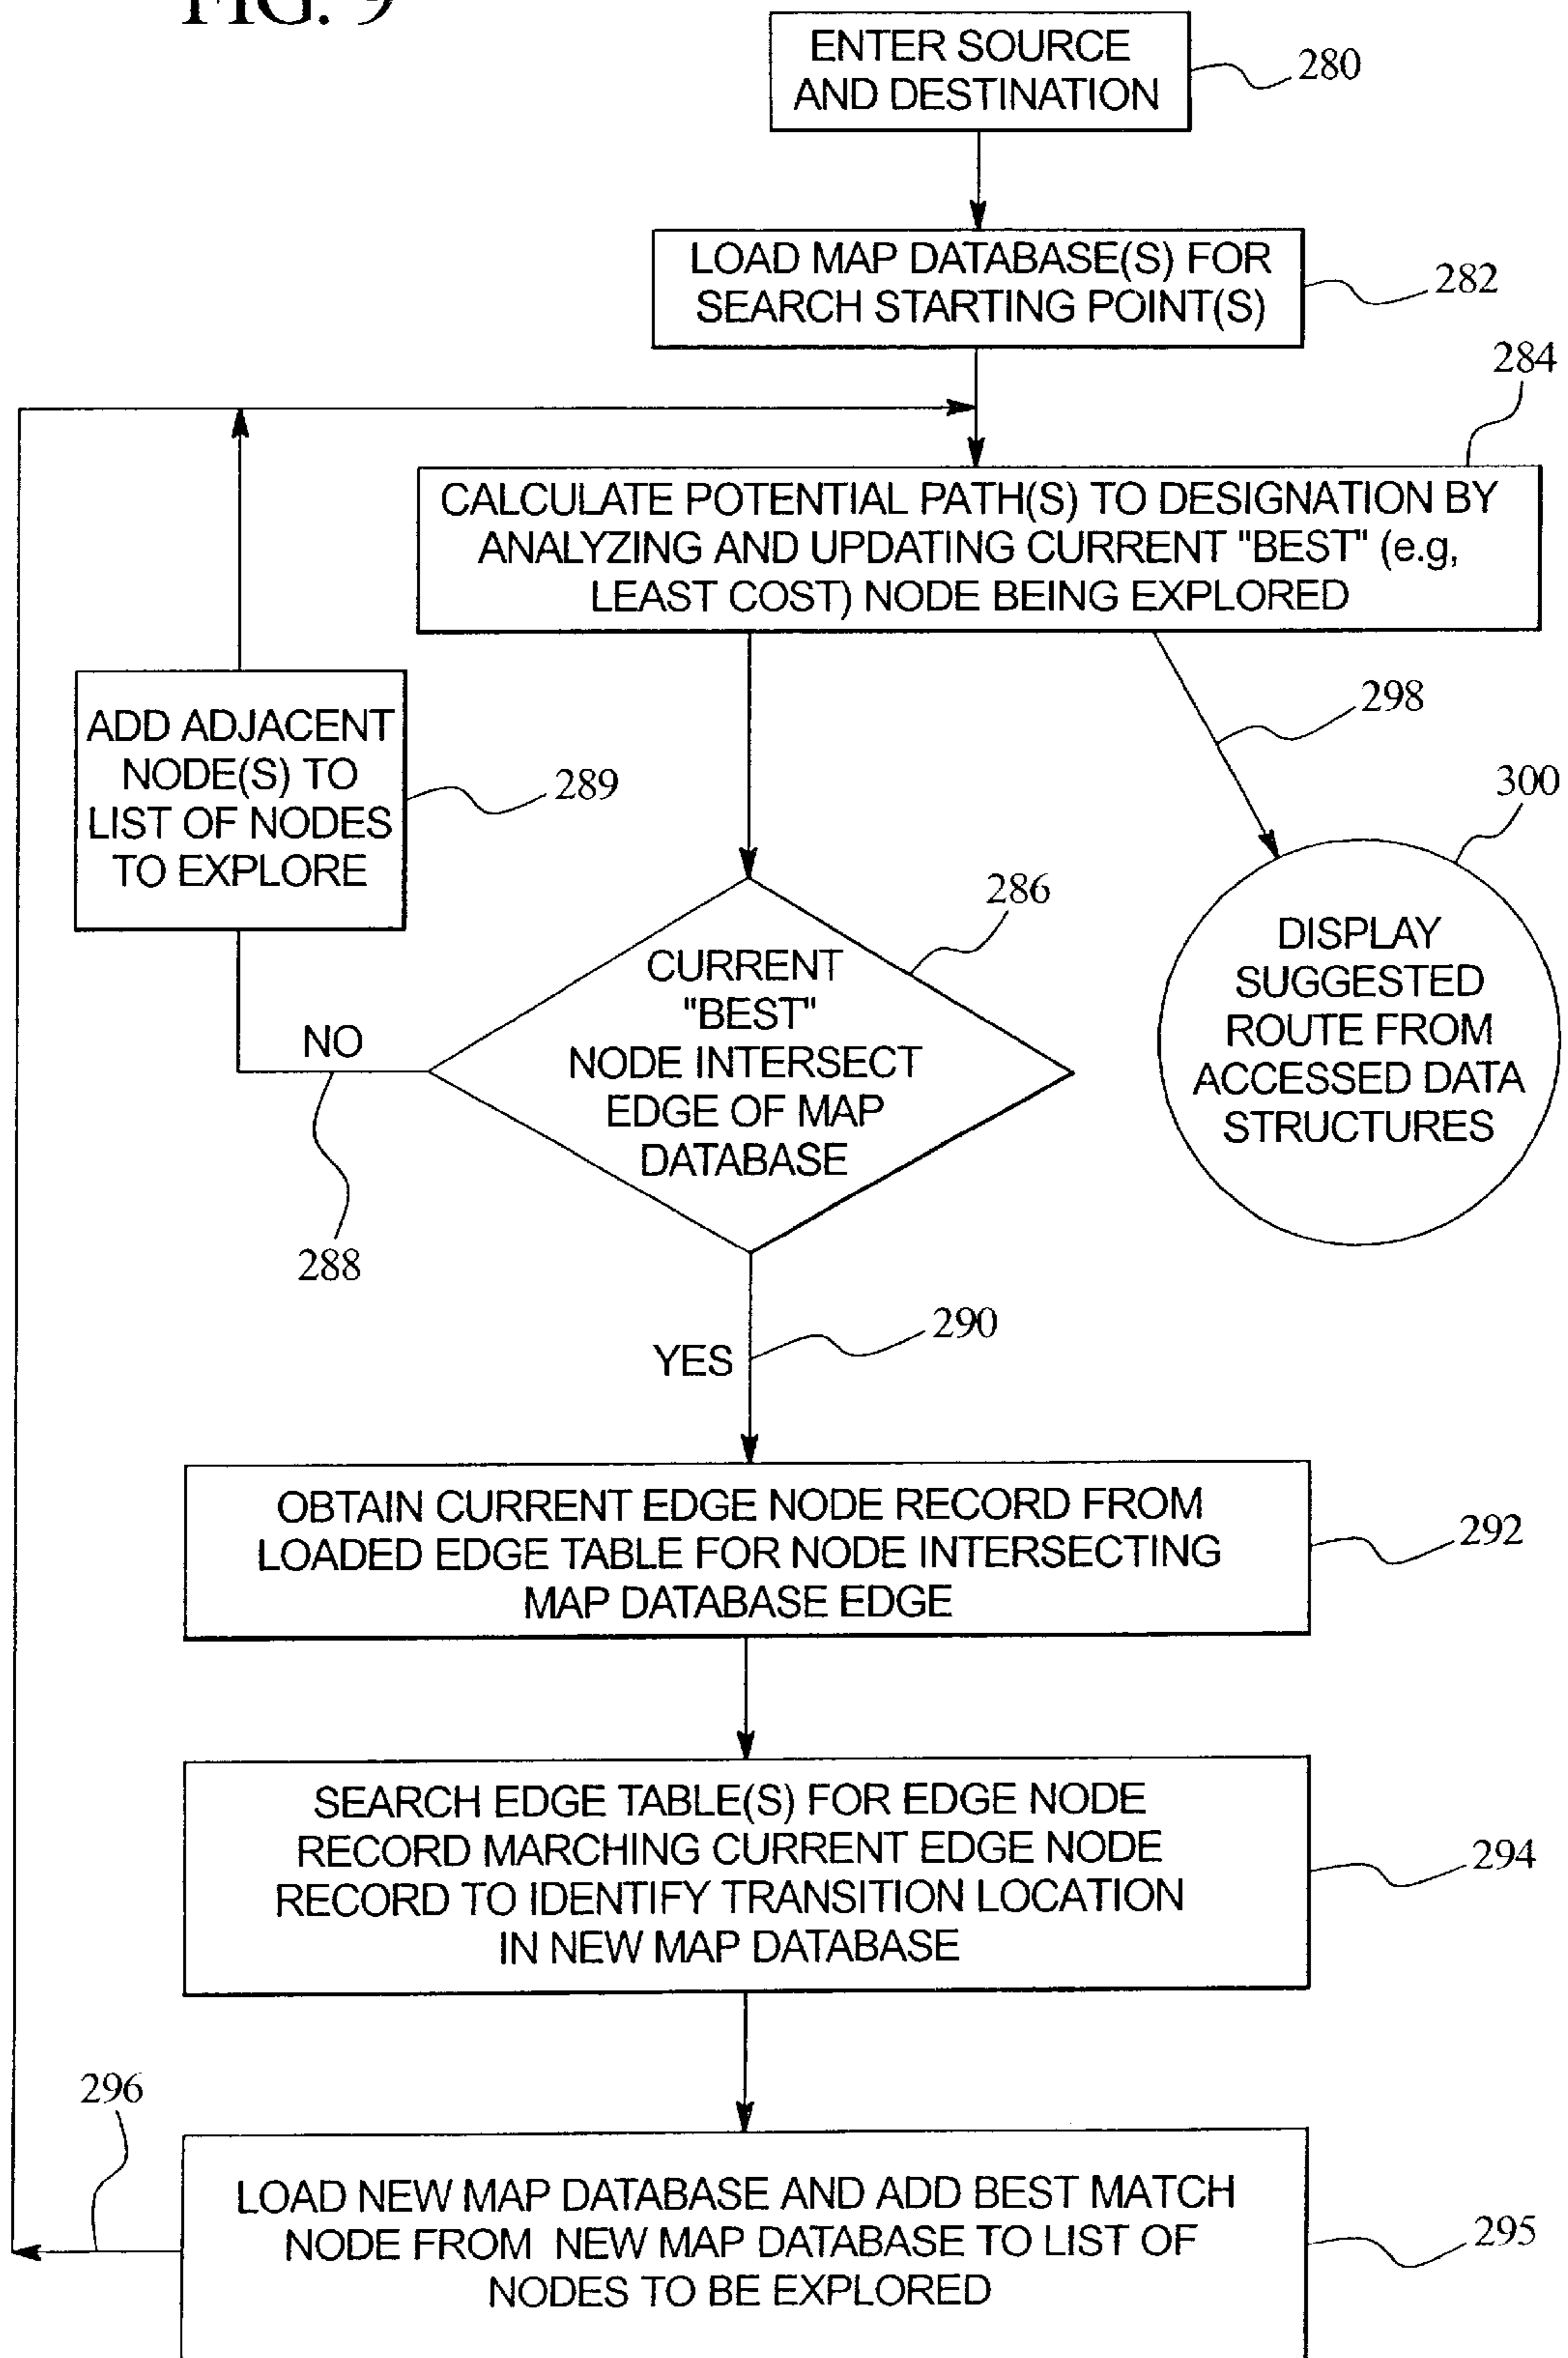 FIG. 9
ENTER SOURCE
AND DESTINATION
280
LOAD MAP DATABASE(S) FOR
SEARCH STARTING POINT(S)
282
284
CALCULATE POTENTIAL PATH(S) TO DESIGNATION BY
ANALYZING AND UPDATING CURRENT "BEST" (e.g,
LEAST COST) NODE BEING EXPLORED
ADD ADJACENT
NODE(S) TO
LIST OF NODES
TO EXPLORE
289
298
300
286
CURRENT
"BEST"
NODE INTERSECT
EDGE OF MAP
DATABASE
DISPLAY
SUGGESTED
ROUTE FROM
ACCESSED DATA
STRUCTURES
NO
288
YES
290
OBTAIN CURRENT EDGE NODE RECORD FROM
LOADED EDGE TABLE FOR NODE INTERSECTING
MAP DATABASE EDGE
292
SEARCH EDGE TABLE(S) FOR EDGE NODE
RECORD MARCHING CURRENT EDGE NODE
RECORD TO IDENTIFY TRANSITION LOCATION
IN NEW MAP DATABASE
294
296
LOAD NEW MAP DATABASE AND ADD BEST MATCH
NODE FROM NEW MAP DATABASE TO LIST OF
NODES TO BE EXPLORED
295